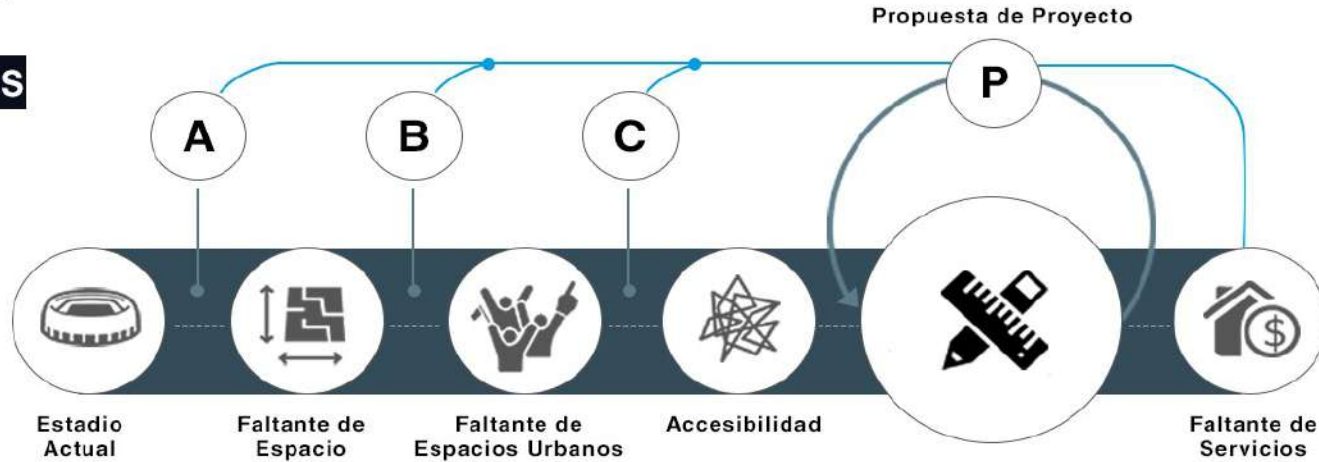 Propuesta de Proyecto
S
A
B
C
P
$
Estadio
Actual
Faltante de
Espacio
Faltante de
Espacios Urbanos
Accesibilidad
Faltante de
Servicios